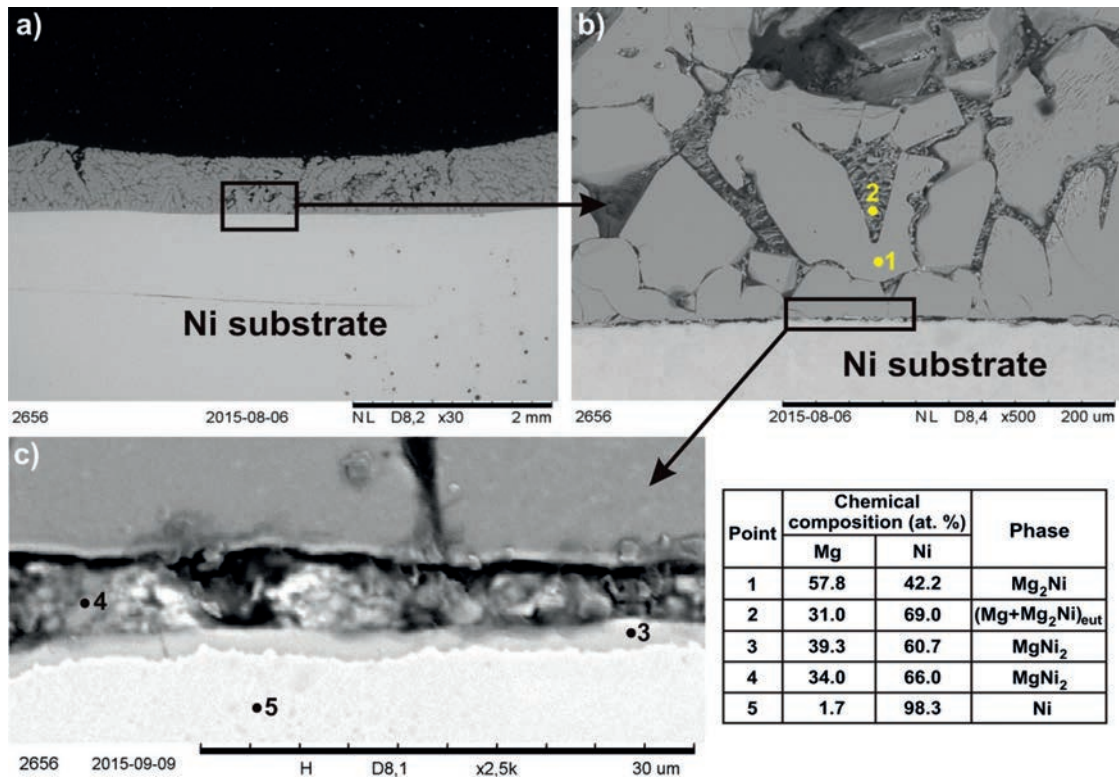 a)
Ni substrate
2656 2015-08-06 NL D8,2 x30 2 mm
b)
2
1
Ni substrate
2656 2015-08-06 NL D8,4 x500 200 um
c)
4
3
5
2656 2015-09-09 H D8,1 x2,5k 30 um
Point Chemical composition (at. %) Phase
Mg Ni
1 57.8 42.2 Mg₂Ni
2 31.0 69.0 (Mg+Mg₂Ni)eut
3 39.3 60.7 MgNi₂
4 34.0 66.0 MgNi₂
5 1.7 98.3 Ni